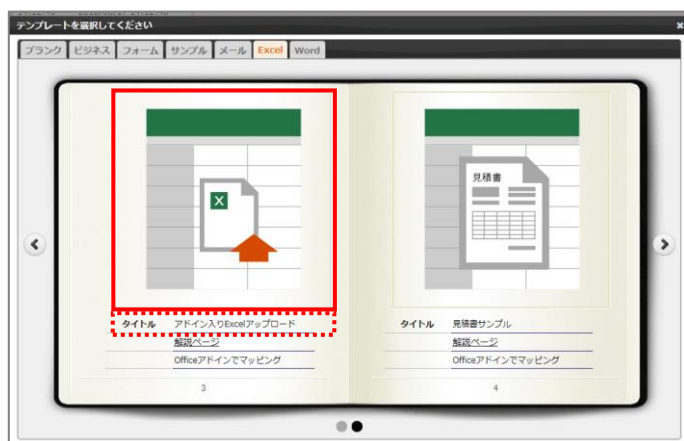 テンプレートを選択してください
ブランク ビジネス フォーム サンプル メール Excel Word
見積書
タイトル アドイン入りExcelアップロード
解説ページ
Officeアドインでマッピング
3
タイトル 見積書サンプル
解説ページ
Officeアドインでマッピング
4